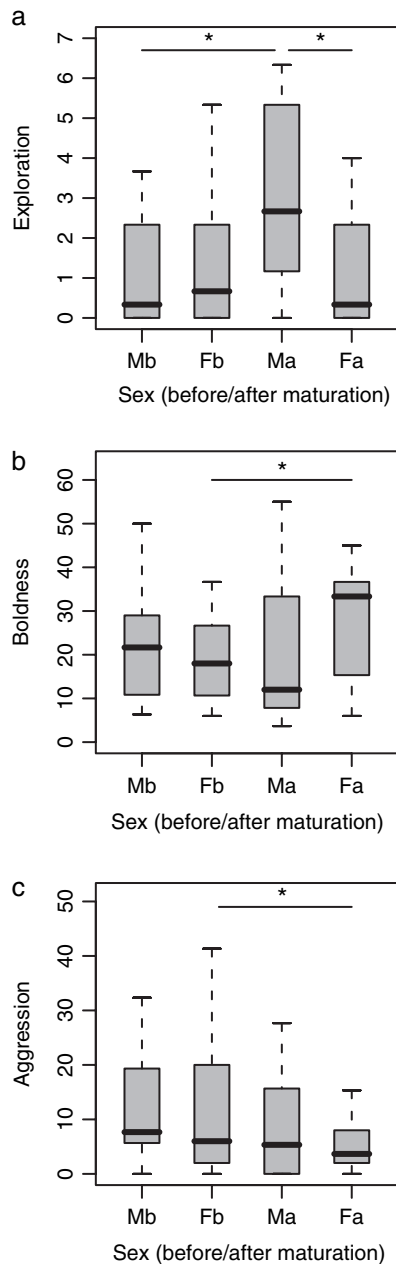 a
7
6
5
4
3
2
1
0
Exploration
* *
Mb Fb Ma Fa
Sex (before/after maturation)
b
60
50
40
30
20
10
0
Boldness
*
Mb Fb Ma Fa
Sex (before/after maturation)
c
50
40
30
20
10
0
Aggression
*
Mb Fb Ma Fa
Sex (before/after maturation)